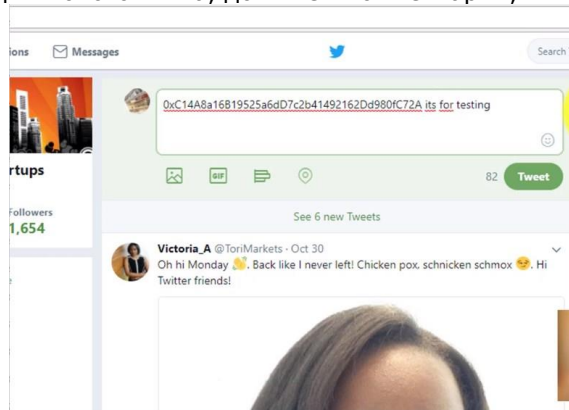 ions
Messages
Search
0xC14A8a16B19525a6dD7c2b41492162Dd980fC72A its for testing
rtups
GIF
82
Tweet
Followers
1,654
See 6 new Tweets
Victoria_A @ToriMarkets · Oct 30
Oh hi Monday 👋. Back like I never left! Chicken pox. schnicken schmox 😏. Hi
Twitter friends!